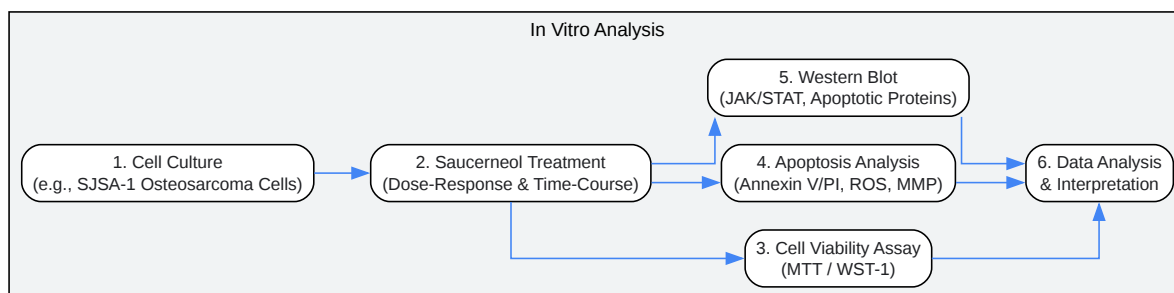 In Vitro Analysis
1. Cell Culture
(e.g., SJSA-1 Osteosarcoma Cells)
2. Saucerneol Treatment
(Dose-Response & Time-Course)
5. Western Blot
(JAK/STAT, Apoptotic Proteins)
4. Apoptosis Analysis
(Annexin V/PI, ROS, MMP)
3. Cell Viability Assay
(MTT / WST-1)
6. Data Analysis
& Interpretation